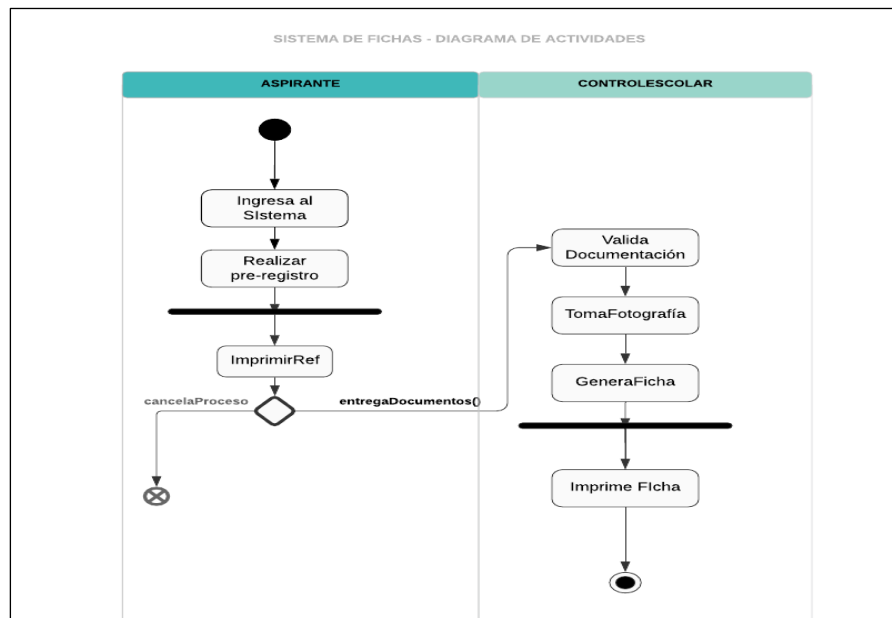 SISTEMA DE FICHAS - DIAGRAMA DE ACTIVIDADES
ASPIRANTE
CONTROLESCOLAR
Ingresa al
SIstema
Realizar
pre-registro
ImprimirRef
cancelaProceso
entregaDocumentos()
Valida
Documentación
TomaFotografía
GeneraFicha
Imprime FIcha